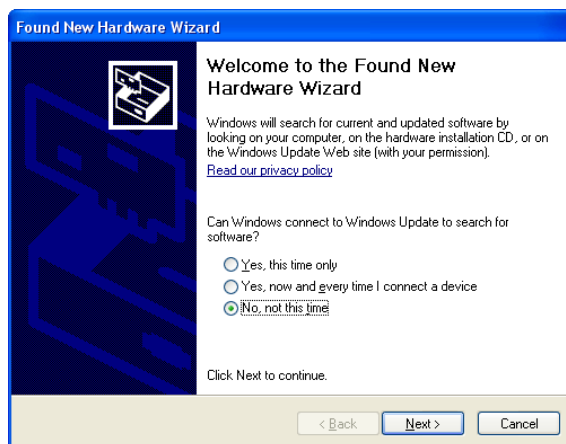 Found New Hardware Wizard
Welcome to the Found New
Hardware Wizard
Windows will search for current and updated software by
looking on your computer, on the hardware installation CD, or on
the Windows Update Web site (with your permission).
Read our privacy policy
Can Windows connect to Windows Update to search for
software?
Yes, this time only
Yes, now and every time I connect a device
No, not this time
Click Next to continue.
< Back
Next >
Cancel